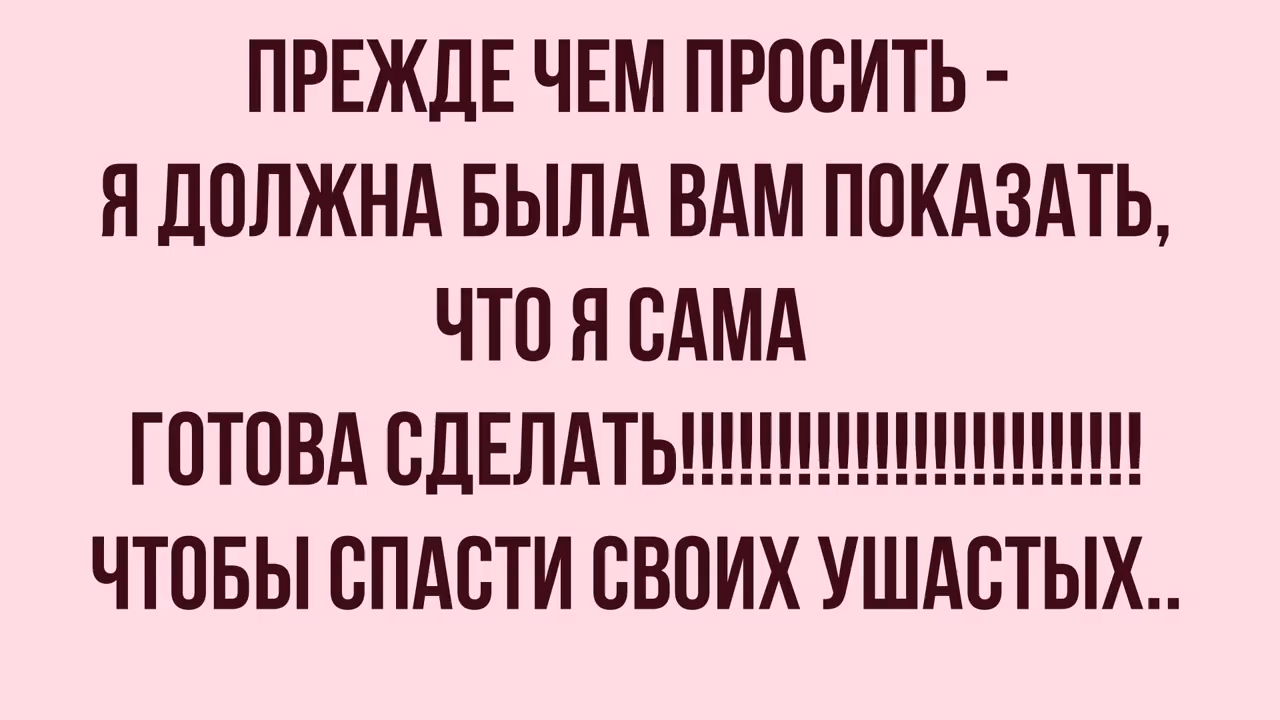 ПРЕЖДЕ ЧЕМ ПРОСИТЬ -
Я ДОЛЖНА БЫЛА ВАМ ПОКАЗАТЬ,
ЧТО Я САМА
ГОТОВА СДЕЛАТЬ!!!!!!!!!!!!!!!!!!!!!!!!
ЧТОБЫ СПАСТИ СВОИХ УШАСТЫХ..